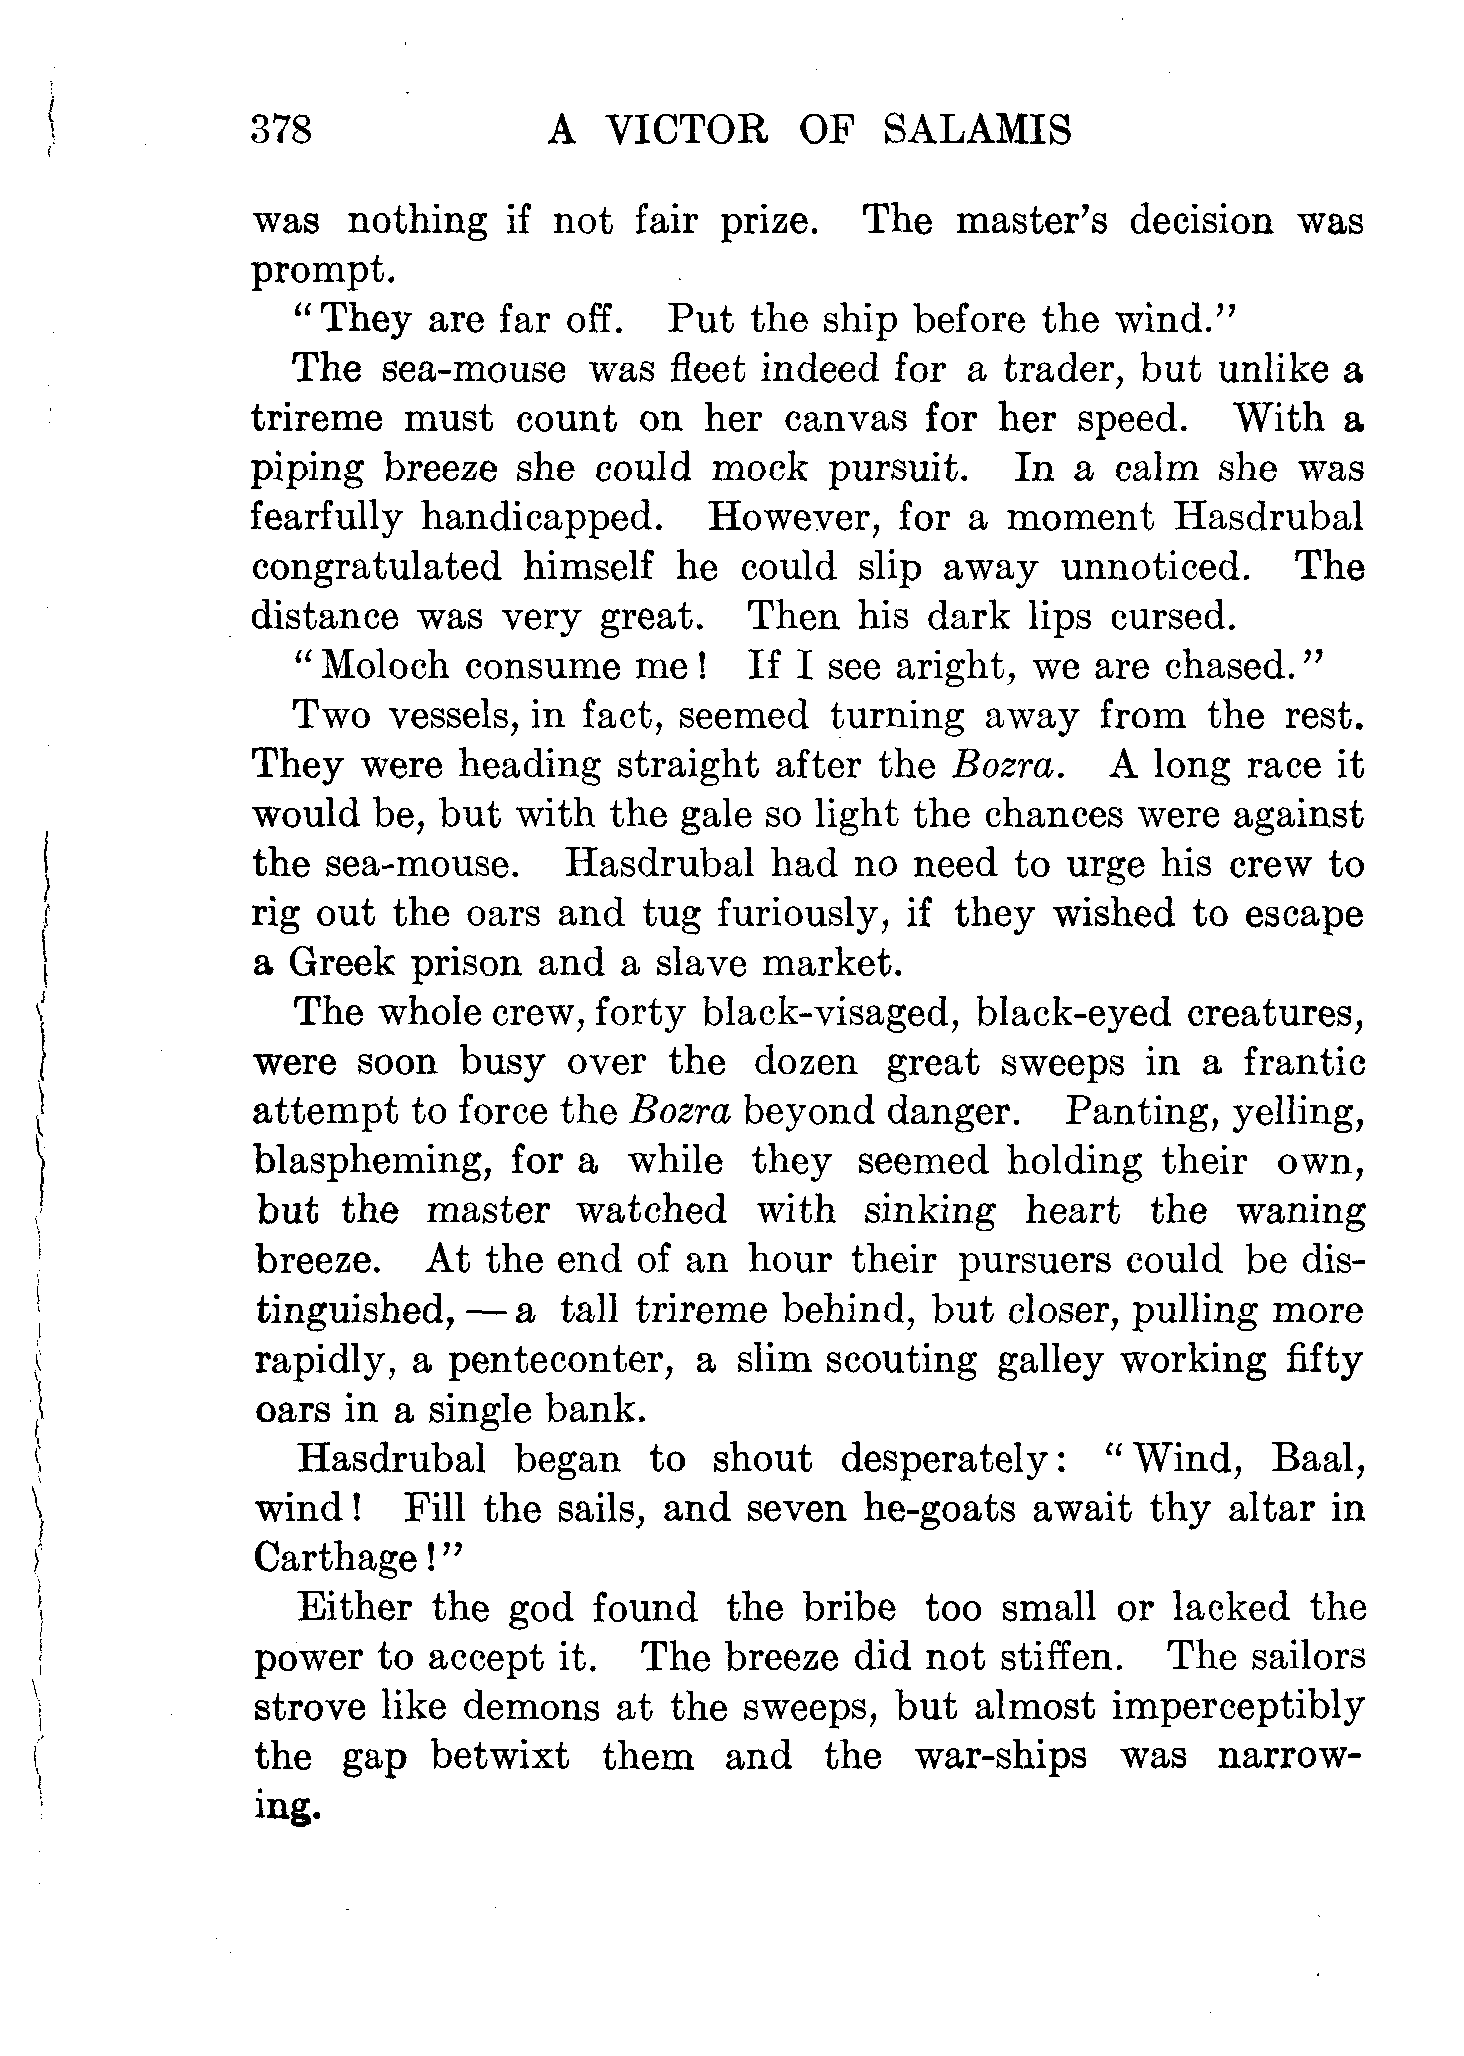 378 A VICTOR OF SALAMIS
was nothing if not fair prize. The master's decision was
prompt.
"They are far off. Put the ship before the wind."
The sea-mouse was fleet indeed for a trader, but unlike a
trireme must count on her canvas for her speed. With a
piping breeze she could mock pursuit. In a calm she was
fearfully handicapped. However, for a moment Hasdrubal
congratulated himself he could slip away unnoticed. The
distance was very great. Then his dark lips cursed.
"Moloch consume me! If I see aright, we are chased."
Two vessels, in fact, seemed turning away from the rest.
They were heading straight after the Bozra. A long race it
would be, but with the gale so light the chances were against
the sea-mouse. Hasdrubal had no need to urge his crew to
rig out the oars and tug furiously, if they wished to escape
a Greek prison and a slave market.
The whole crew, forty black-visaged, black-eyed creatures,
were soon busy over the dozen great sweeps in a frantic
attempt to force the Bozra beyond danger. Panting, yelling,
blaspheming, for a while they seemed holding their own,
but the master watched with sinking heart the waning
breeze. At the end of an hour their pursuers could be dis-
tinguished, — a tall trireme behind, but closer, pulling more
rapidly, a penteconter, a slim scouting galley working fifty
oars in a single bank.
Hasdrubal began to shout desperately: "Wind, Baal,
wind! Fill the sails, and seven he-goats await thy altar in
Carthage!"
Either the god found the bribe too small or lacked the
power to accept it. The breeze did not stiffen. The sailors
strove like demons at the sweeps, but almost imperceptibly
the gap betwixt them and the war-ships was narrow-
ing.